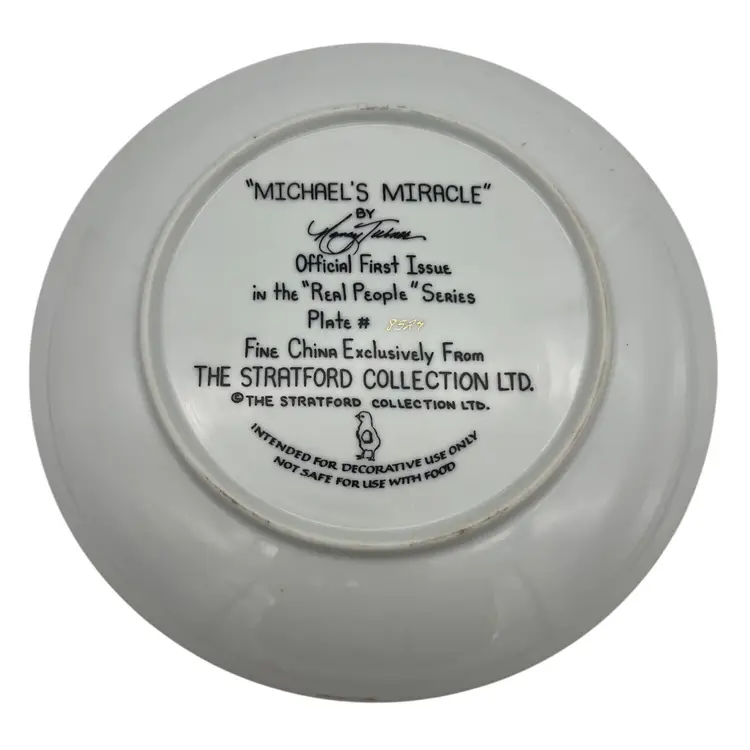 "MICHAEL'S MIRACLE"
BY
Official First Issue
in the "Real People" Series
Plate #
Fine China Exclusively From
THE STRATFORD COLLECTION LTD.
© THE STRATFORD COLLECTION LTD.
INTENDED FOR DECORATIVE USE ONLY
NOT SAFE FOR USE WITH FOOD